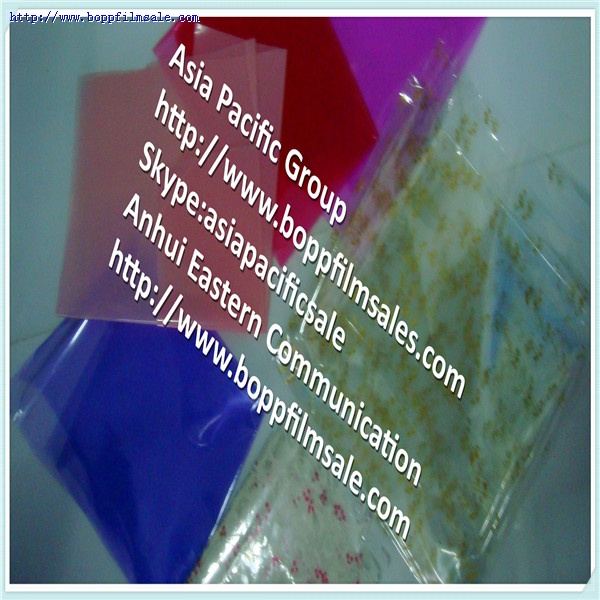 http://www.boppfilmsale.com
Asia Pacific Group
http://www.boppfilmsales.com
Skype:asiapacificsale
Anhui Eastern Communication
http://www.boppfilmsale.com